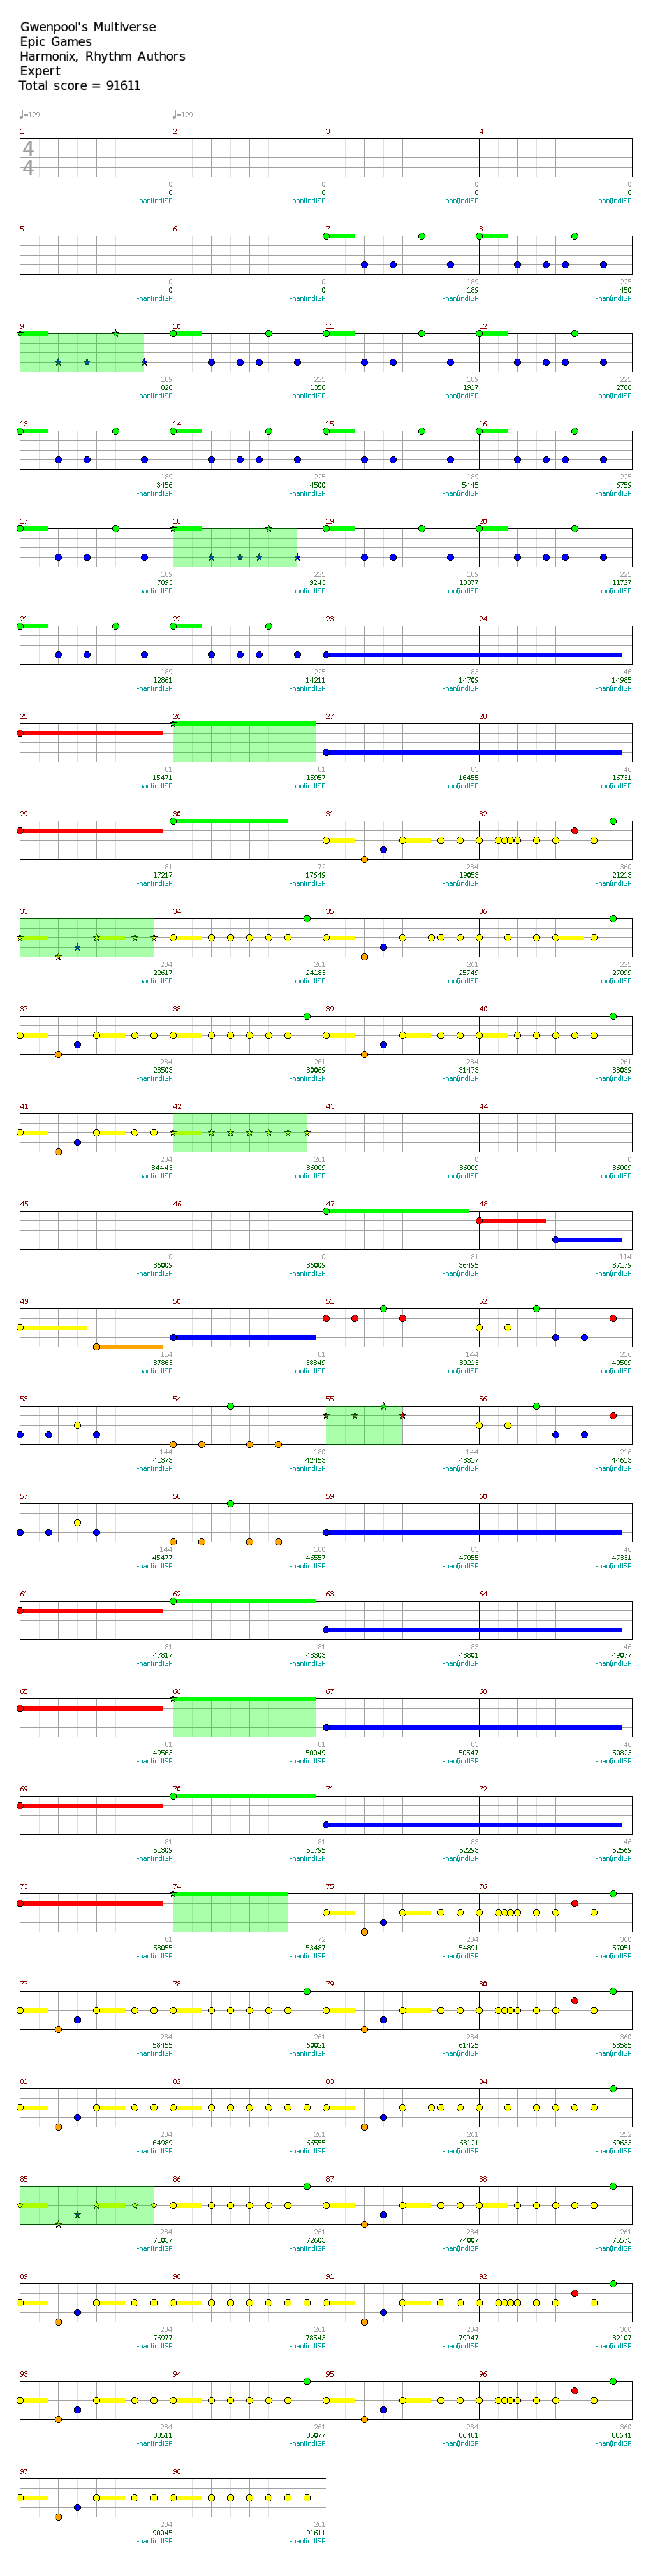 Gwenpool's Multiverse
Epic Games
Harmonix, Rhythm Authors
Expert
Total score = 91611
♩=129 ♩=129
1 2 3 4
4
4
0 0 0 0
0 0 0 0
-nan(ind)SP -nan(ind)SP -nan(ind)SP -nan(ind)SP
5 6 7 8
0 0 189 225
0 0 189 450
-nan(ind)SP -nan(ind)SP -nan(ind)SP -nan(ind)SP
9 10 11 12
189 225 189 225
828 1350 1917 2700
-nan(ind)SP -nan(ind)SP -nan(ind)SP -nan(ind)SP
13 14 15 16
189 225 189 225
3456 4500 5445 6759
-nan(ind)SP -nan(ind)SP -nan(ind)SP -nan(ind)SP
17 18 19 20
189 225 189 225
7893 9243 10377 11727
-nan(ind)SP -nan(ind)SP -nan(ind)SP -nan(ind)SP
21 22 23 24
189 225 83 46
12861 14211 14709 14985
-nan(ind)SP -nan(ind)SP -nan(ind)SP -nan(ind)SP
25 26 27 28
81 81 83 46
15471 15957 16455 16731
-nan(ind)SP -nan(ind)SP -nan(ind)SP -nan(ind)SP
29 30 31 32
81 72 234 360
17217 17649 19053 21213
-nan(ind)SP -nan(ind)SP -nan(ind)SP -nan(ind)SP
33 34 35 36
234 261 261 225
22617 24183 25749 27099
-nan(ind)SP -nan(ind)SP -nan(ind)SP -nan(ind)SP
37 38 39 40
234 261 234 261
28503 30069 31473 33039
-nan(ind)SP -nan(ind)SP -nan(ind)SP -nan(ind)SP
41 42 43 44
234 261 0 0
34443 36009 36009 36009
-nan(ind)SP -nan(ind)SP -nan(ind)SP -nan(ind)SP
45 46 47 48
0 0 81 114
36009 36009 36495 37179
-nan(ind)SP -nan(ind)SP -nan(ind)SP -nan(ind)SP
49 50 51 52
114 81 144 216
37863 38349 39213 40509
-nan(ind)SP -nan(ind)SP -nan(ind)SP -nan(ind)SP
53 54 55 56
144 180 144 216
41373 42453 43317 44613
-nan(ind)SP -nan(ind)SP -nan(ind)SP -nan(ind)SP
57 58 59 60
144 180 83 46
45477 46557 47055 47331
-nan(ind)SP -nan(ind)SP -nan(ind)SP -nan(ind)SP
61 62 63 64
81 81 83 46
47817 48303 48801 49077
-nan(ind)SP -nan(ind)SP -nan(ind)SP -nan(ind)SP
65 66 67 68
81 81 83 46
49563 50049 50547 50823
-nan(ind)SP -nan(ind)SP -nan(ind)SP -nan(ind)SP
69 70 71 72
81 81 83 46
51309 51795 52293 52569
-nan(ind)SP -nan(ind)SP -nan(ind)SP -nan(ind)SP
73 74 75 76
81 72 234 360
53055 53487 54891 57051
-nan(ind)SP -nan(ind)SP -nan(ind)SP -nan(ind)SP
77 78 79 80
234 261 234 360
58455 60021 61425 63585
-nan(ind)SP -nan(ind)SP -nan(ind)SP -nan(ind)SP
81 82 83 84
234 261 261 252
64989 66555 68121 69633
-nan(ind)SP -nan(ind)SP -nan(ind)SP -nan(ind)SP
85 86 87 88
234 261 234 261
71037 72603 74007 75573
-nan(ind)SP -nan(ind)SP -nan(ind)SP -nan(ind)SP
89 90 91 92
234 261 234 360
76977 78543 79947 82107
-nan(ind)SP -nan(ind)SP -nan(ind)SP -nan(ind)SP
93 94 95 96
234 261 234 360
83511 85077 86481 88641
-nan(ind)SP -nan(ind)SP -nan(ind)SP -nan(ind)SP
97 98
234 261
90045 91611
-nan(ind)SP -nan(ind)SP